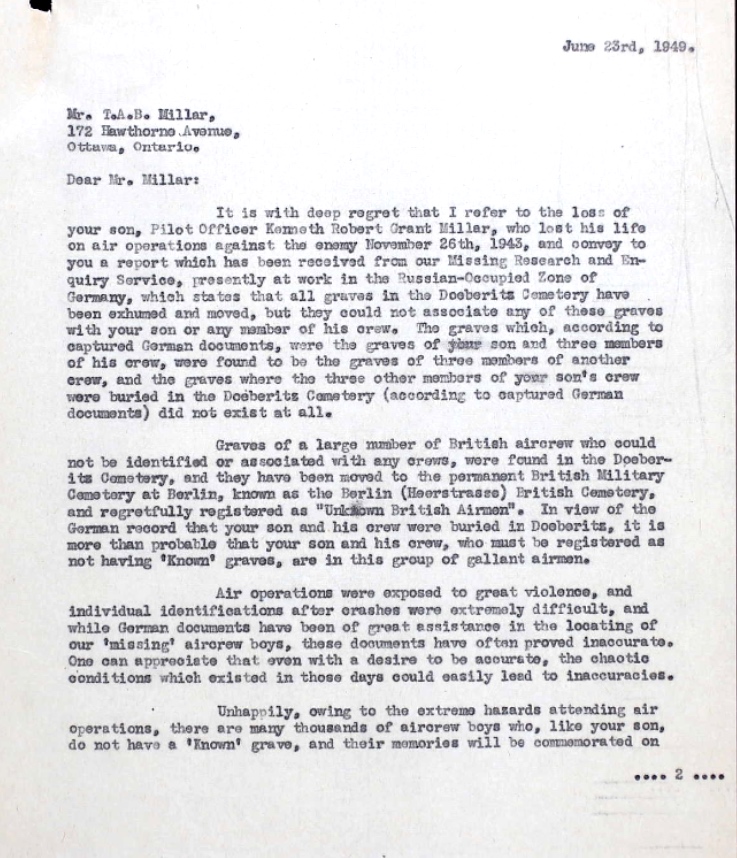 June 23rd, 1949.
Mr. T.A.B. Millar,
172 Hawthorne Avenue,
Ottawa, Ontario.
Dear Mr. Millar:
It is with deep regret that I refer to the loss of
your son, Pilot Officer Kenneth Robert Grant Millar, who lost his life
on air operations against the enemy November 26th, 1943, and convey to
you a report which has been received from our Missing Research and En-
quiry Service, presently at work in the Russian-Occupied Zone of
Germany, which states that all graves in the Doeberitz Cemetery have
been exhumed and moved, but they could not associate any of these graves
with your son or any member of his crew. The graves which, according to
captured German documents, were the graves of your son and three members
of his crew, were found to be the graves of three members of another
crew, and the graves where the three other members of your son's crew
were buried in the Doeberitz Cemetery (according to captured German
documents) did not exist at all.
Graves of a large number of British aircrew who could
not be identified or associated with any crews, were found in the Doeber-
itz Cemetery, and they have been moved to the permanent British Military
Cemetery at Berlin, known as the Berlin (Heerstrasse) British Cemetery,
and regretfully registered as "Unknown British Airmen". In view of the
German record that your son and his crew were buried in Doeberitz, it is
more than probable that your son and his crew, who must be registered as
not having 'Known' graves, are in this group of gallant airmen.
Air operations were exposed to great violence, and
individual identifications after crashes were extremely difficult, and
while German documents have been of great assistance in the locating of
our 'missing' aircrew boys, these documents have often proved inaccurate.
One can appreciate that even with a desire to be accurate, the chaotic
conditions which existed in those days could easily lead to inaccuracies.
Unhappily, owing to the extreme hazards attending air
operations, there are many thousands of aircrew boys who, like your son,
do not have a 'Known' grave, and their memories will be commemorated on
.... 2 ....